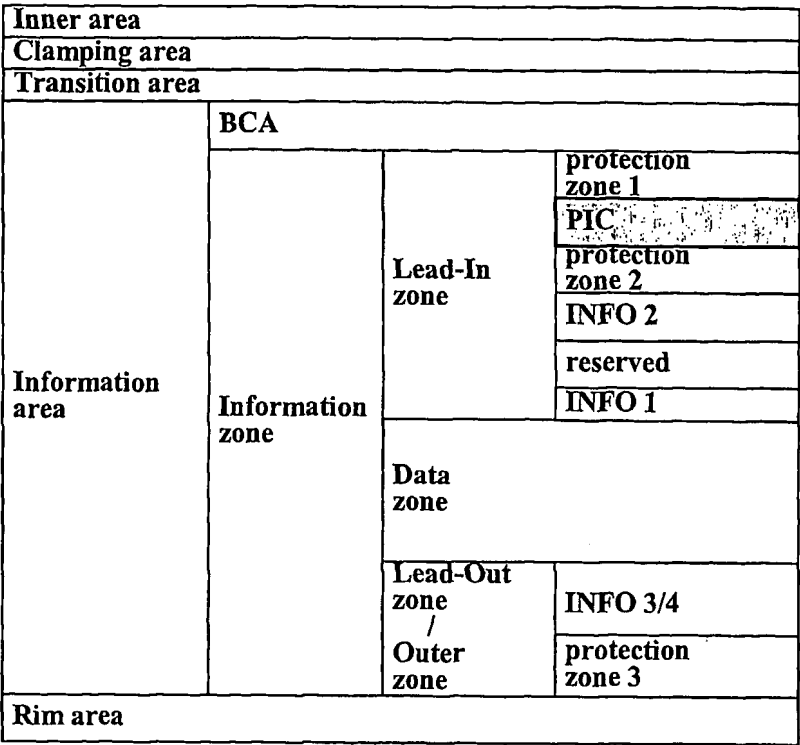 Inner area
Clamping area
Transition area
BCA
protection
zone 1
PIC
Lead-In
zone
protection
zone 2
INFO 2
reserved
INFO 1
Information
area
Information
zone
Data
zone
Lead-Out
zone
/
Outer
zone
INFO 3/4
protection
zone 3
Rim area